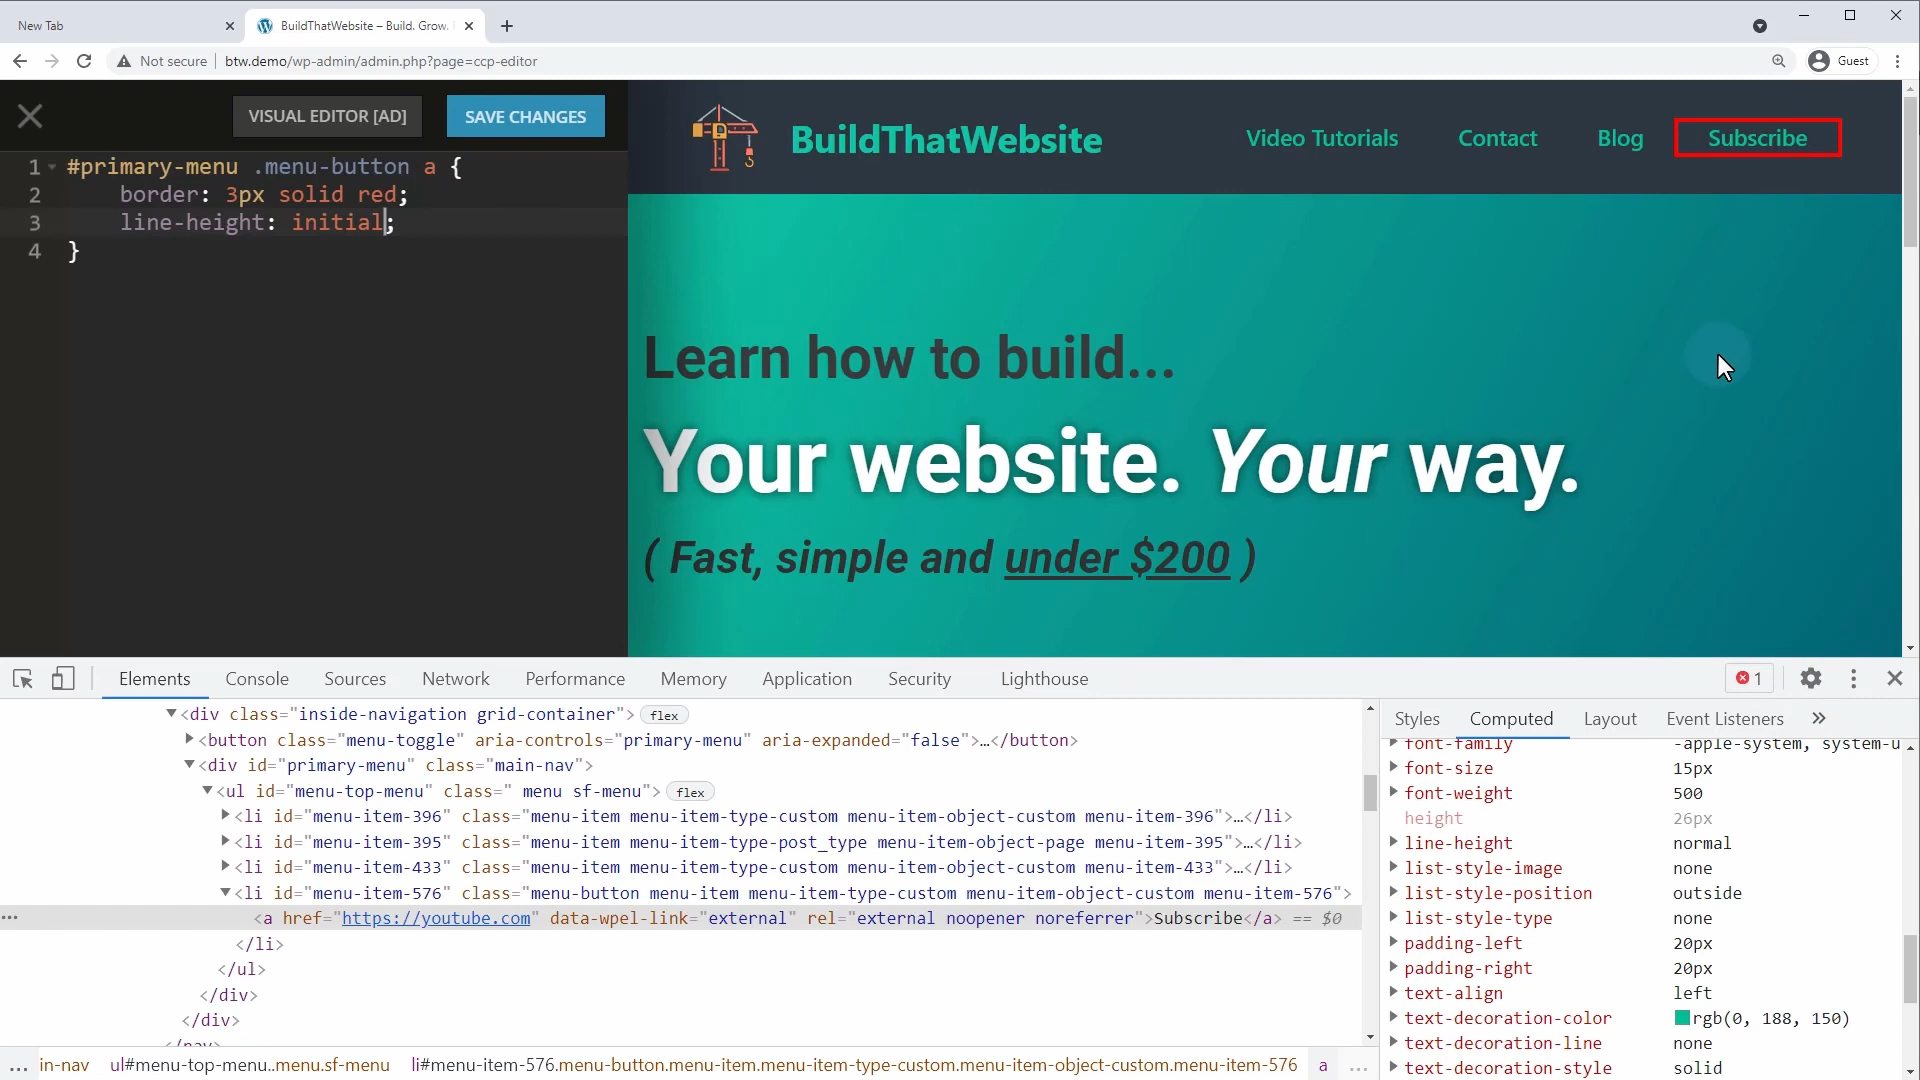 New Tab
BuildThatWebsite – Build. Grow.
Not secure
btw.demo/wp-admin/admin.php?page=ccp-editor
Guest
VISUAL EDITOR [AD]
SAVE CHANGES
1 #primary-menu .menu-button a {
2 border: 3px solid red;
3 line-height: initial;
4 }
BuildThatWebsite
Video Tutorials
Contact
Blog
Subscribe
Learn how to build...
Your website. Your way.
( Fast, simple and under $200 )
Elements
Console
Sources
Network
Performance
Memory
Application
Security
Lighthouse
1
<div class="inside-navigation grid-container"> flex
<button class="menu-toggle" aria-controls="primary-menu" aria-expanded="false">…</button>
<div id="primary-menu" class="main-nav">
<ul id="menu-top-menu" class=" menu sf-menu"> flex
<li id="menu-item-396" class="menu-item menu-item-type-custom menu-item-object-custom menu-item-396">…</li>
<li id="menu-item-395" class="menu-item menu-item-type-post_type menu-item-object-page menu-item-395">…</li>
<li id="menu-item-433" class="menu-item menu-item-type-custom menu-item-object-custom menu-item-433">…</li>
<li id="menu-item-576" class="menu-button menu-item menu-item-type-custom menu-item-object-custom menu-item-576">
<a href="https://youtube.com" data-wpel-link="external" rel="external noopener noreferrer">Subscribe</a> == $0
</li>
</ul>
</div>
</div>
</nav>
... in-nav ul#menu-top-menu..menu.sf-menu li#menu-item-576.menu-button.menu-item.menu-item-type-custom.menu-item-object-custom.menu-item-576 a ...
Styles
Computed
Layout
Event Listeners
font-family -apple-system, system-u
font-size 15px
font-weight 500
height 26px
line-height normal
list-style-image none
list-style-position outside
list-style-type none
padding-left 20px
padding-right 20px
text-align left
text-decoration-color rgb(0, 188, 150)
text-decoration-line none
text-decoration-style solid